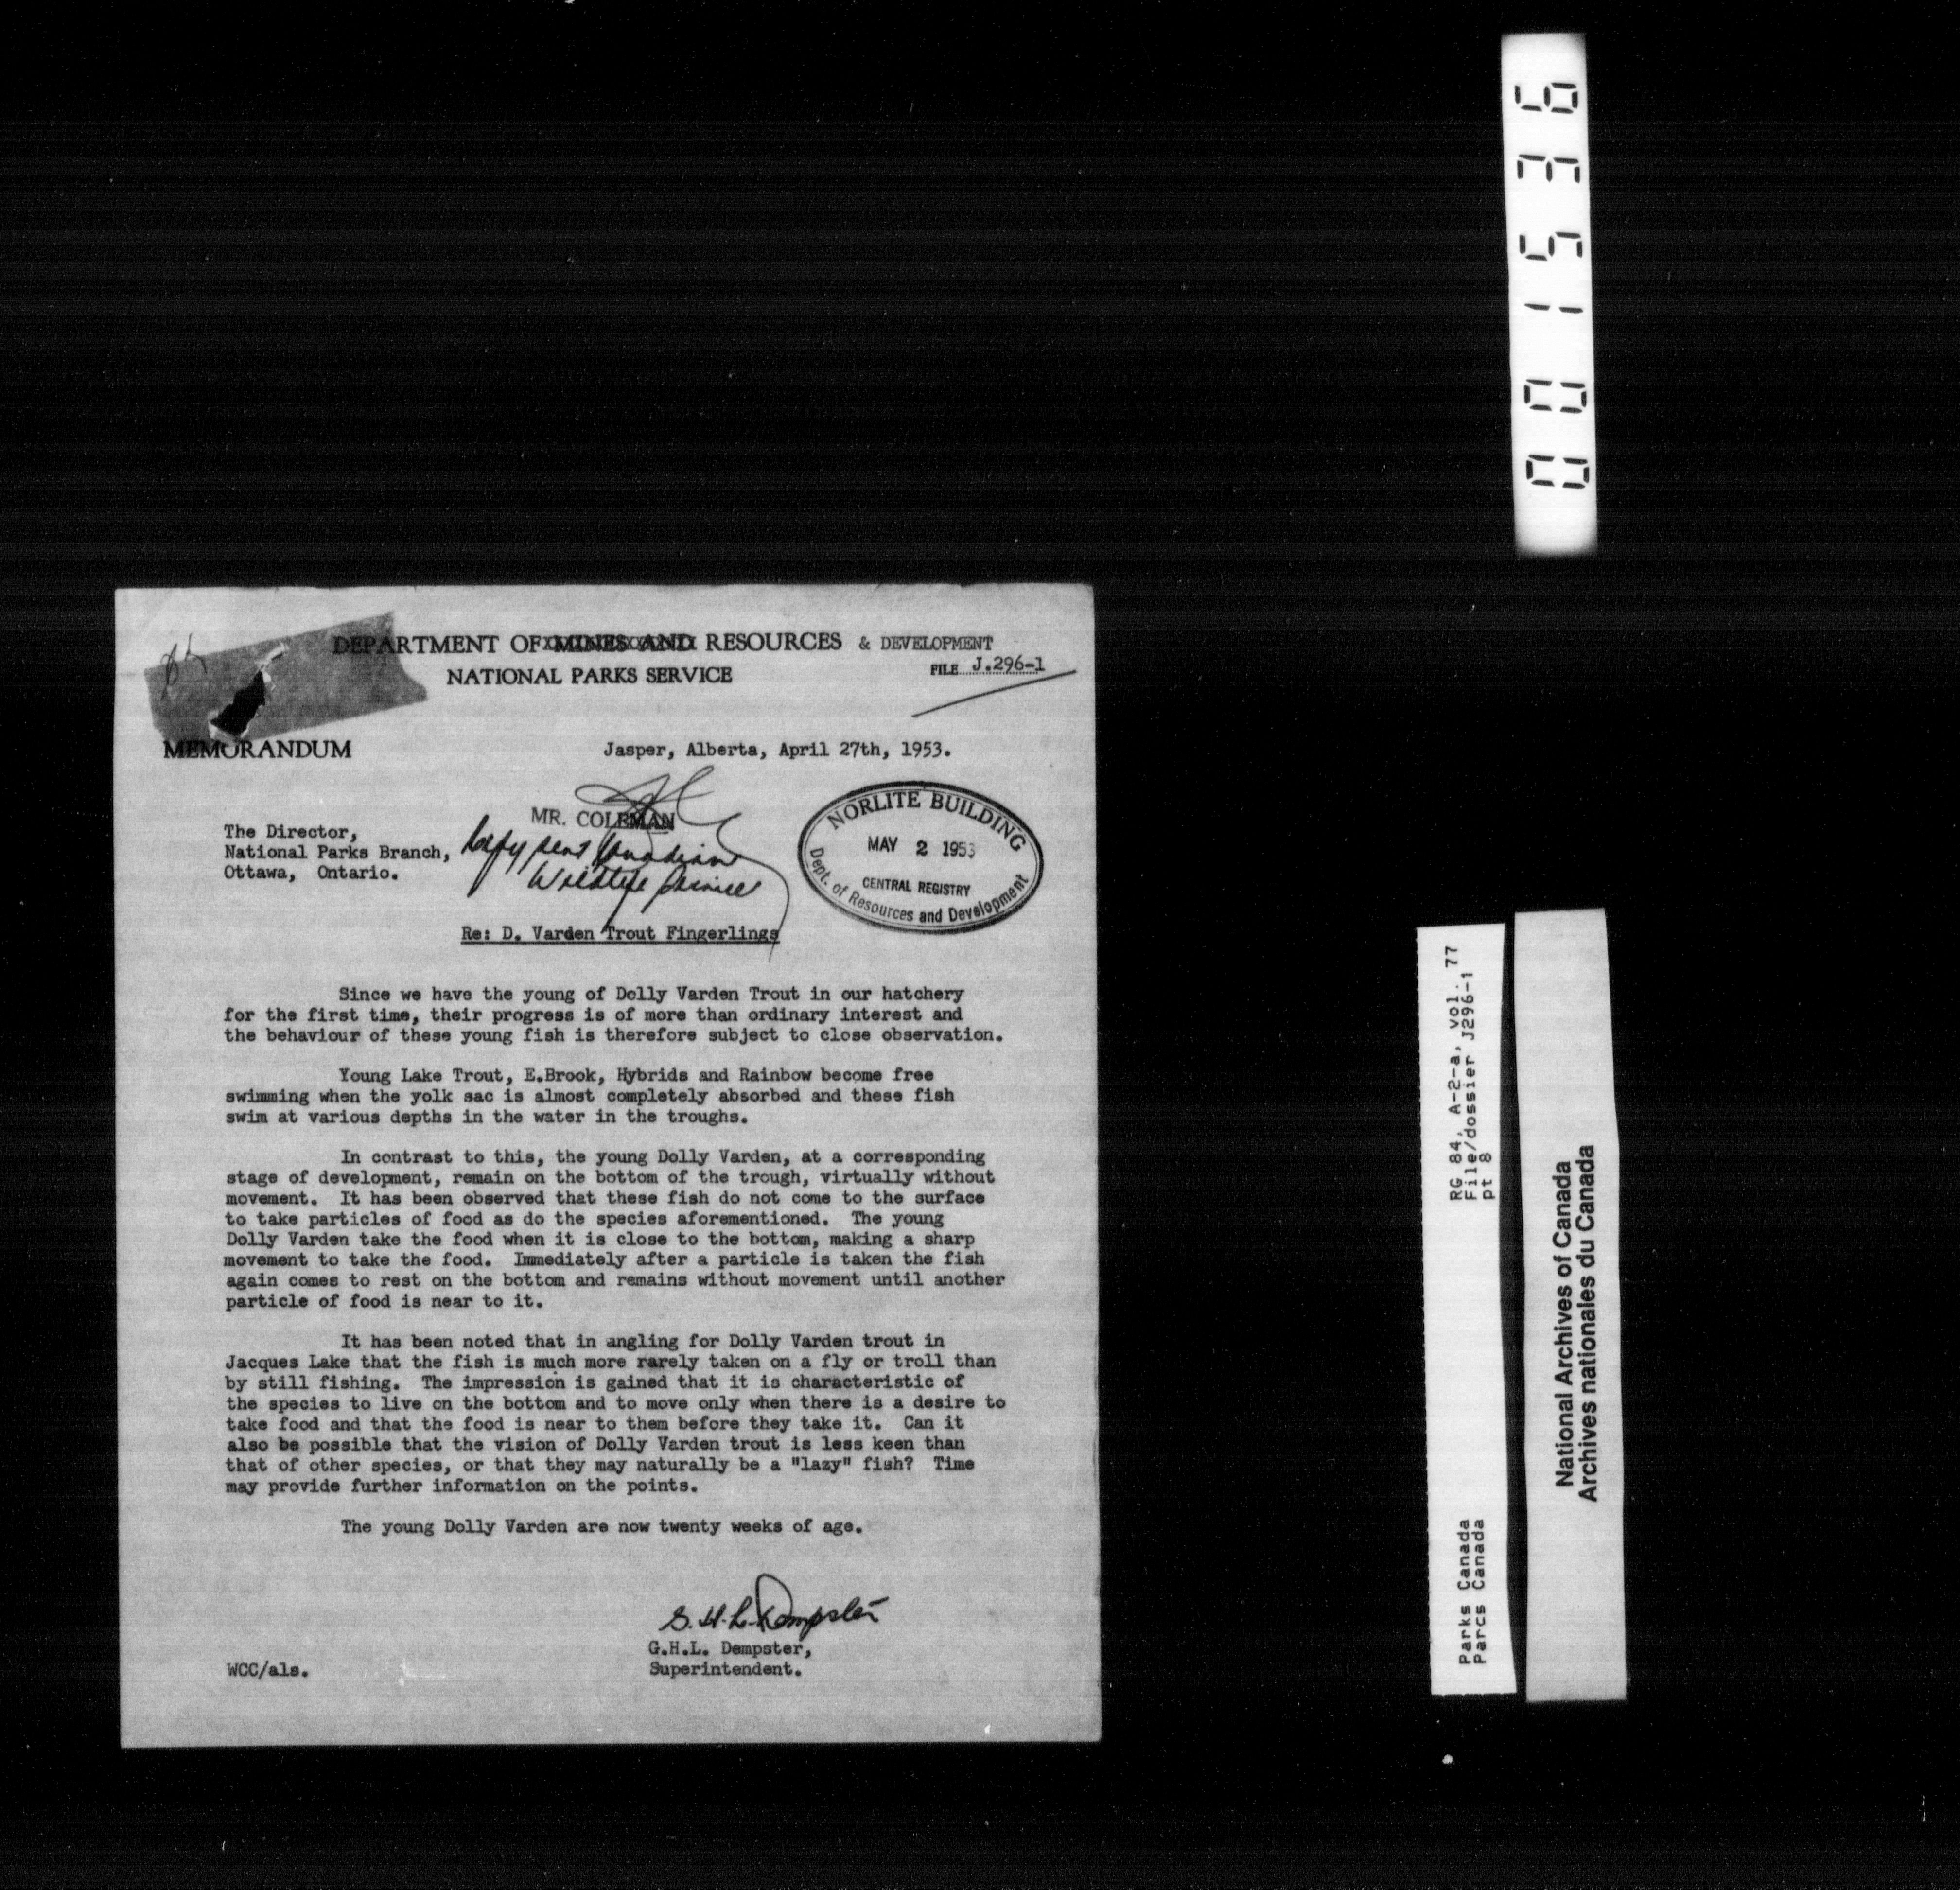 DEPARTMENT OF MINES AND RESOURCES & DEVELOPMENT
FILE J.296-1
NATIONAL PARKS SERVICE
MEMORANDUM
Jasper, Alberta, April 27th, 1953.
MR. COLEMAN
Copy sent Canadian
Wildlife Service
The Director,
National Parks Branch,
Ottawa, Ontario.
NORLITE BUILDING
MAY 2 1953
CENTRAL REGISTRY
Dept. of Resources and Development
Re: D. Varden Trout Fingerlings
Since we have the young of Dolly Varden Trout in our hatchery
for the first time, their progress is of more than ordinary interest and
the behaviour of these young fish is therefore subject to close observation.
Young Lake Trout, E.Brook, Hybrids and Rainbow become free
swimming when the yolk sac is almost completely absorbed and these fish
swim at various depths in the water in the troughs.
In contrast to this, the young Dolly Varden, at a corresponding
stage of development, remain on the bottom of the trough, virtually without
movement. It has been observed that these fish do not come to the surface
to take particles of food as do the species aforementioned. The young
Dolly Varden take the food when it is close to the bottom, making a sharp
movement to take the food. Immediately after a particle is taken the fish
again comes to rest on the bottom and remains without movement until another
particle of food is near to it.
It has been noted that in angling for Dolly Varden trout in
Jacques Lake that the fish is much more rarely taken on a fly or troll than
by still fishing. The impression is gained that it is characteristic of
the species to live on the bottom and to move only when there is a desire to
take food and that the food is near to them before they take it. Can it
also be possible that the vision of Dolly Varden trout is less keen than
that of other species, or that they may naturally be a "lazy" fish? Time
may provide further information on the points.
The young Dolly Varden are now twenty weeks of age.
G.H.L. Dempster
G.H.L. Dempster,
Superintendent.
WCC/als.
001536
RG 84, A-2-a, vol. 77
File/dossier J296-1
pt 8
Parks Canada
Parcs Canada
National Archives of Canada
Archives nationales du Canada